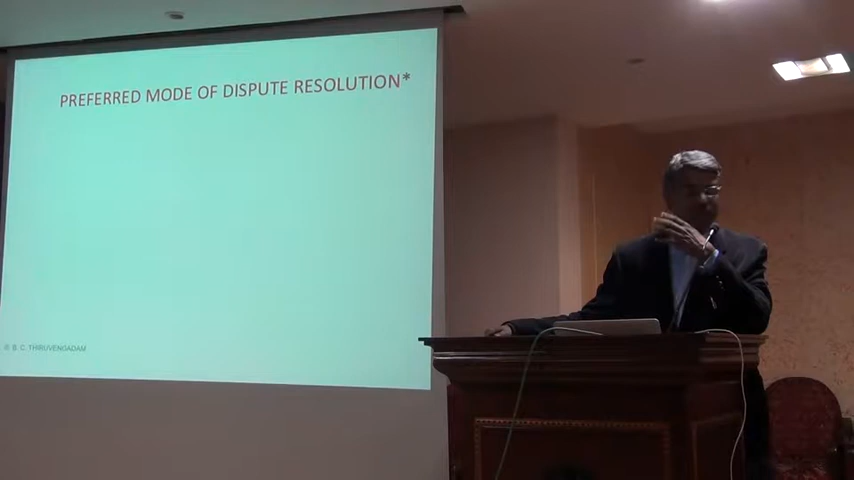 PREFERRED MODE OF DISPUTE RESOLUTION*
© B. C. THIRUVENGADAM